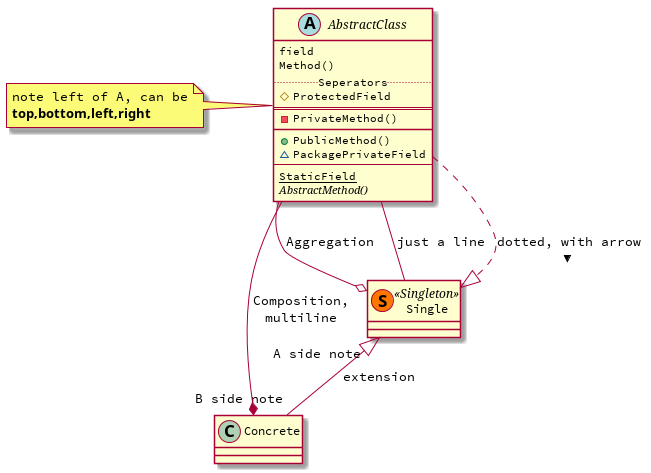 A AbstractClass
field
Method()
Seperators
ProtectedField
PrivateMethod()
PublicMethod()
PackagePrivateField
StaticField
AbstractMethod()
note left of A, can be
top,bottom,left,right
Aggregation
just a line
dotted, with arrow
S «Singleton»
Single
Composition,
multiline
A side note
extension
B side note
C Concrete